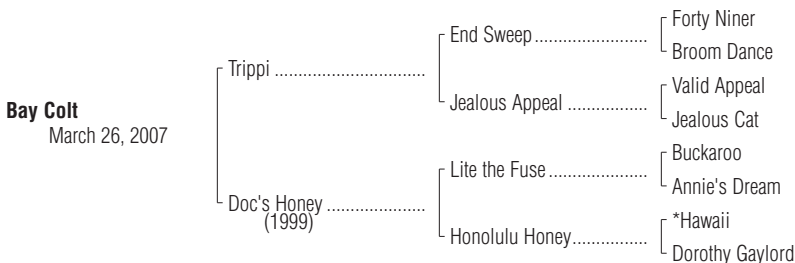 Forty Niner
End Sweep ........................
Broom Dance
Trippi ................................
Valid Appeal
Jealous Appeal .................
Jealous Cat
Bay Colt
March 26, 2007
Buckaroo
Lite the Fuse .....................
Annie's Dream
Doc's Honey .....................
(1999)
*Hawaii
Honolulu Honey................
Dorothy Gaylord